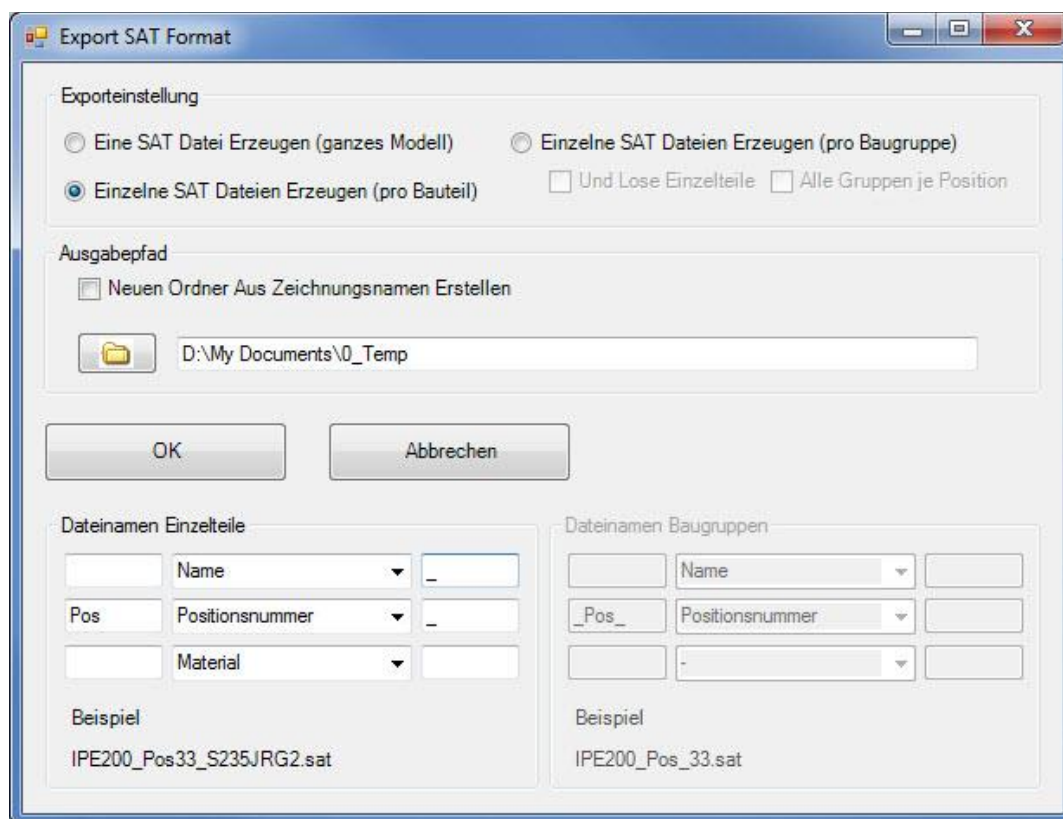 Export SAT Format
Exporteinstellung
Eine SAT Datei Erzeugen (ganzes Modell)
Einzelne SAT Dateien Erzeugen (pro Baugruppe)
Einzelne SAT Dateien Erzeugen (pro Bauteil)
Und Lose Einzelteile
Alle Gruppen je Position
Ausgabepfad
Neuen Ordner Aus Zeichnungsnamen Erstellen
D:\My Documents\0_Temp
OK
Abbrechen
Dateinamen Einzelteile
Name _
Pos Positionsnummer _
Material
Beispiel
IPE200_Pos33_S235JRG2.sat
Dateinamen Baugruppen
Name
_Pos_ Positionsnummer
-
Beispiel
IPE200_Pos_33.sat